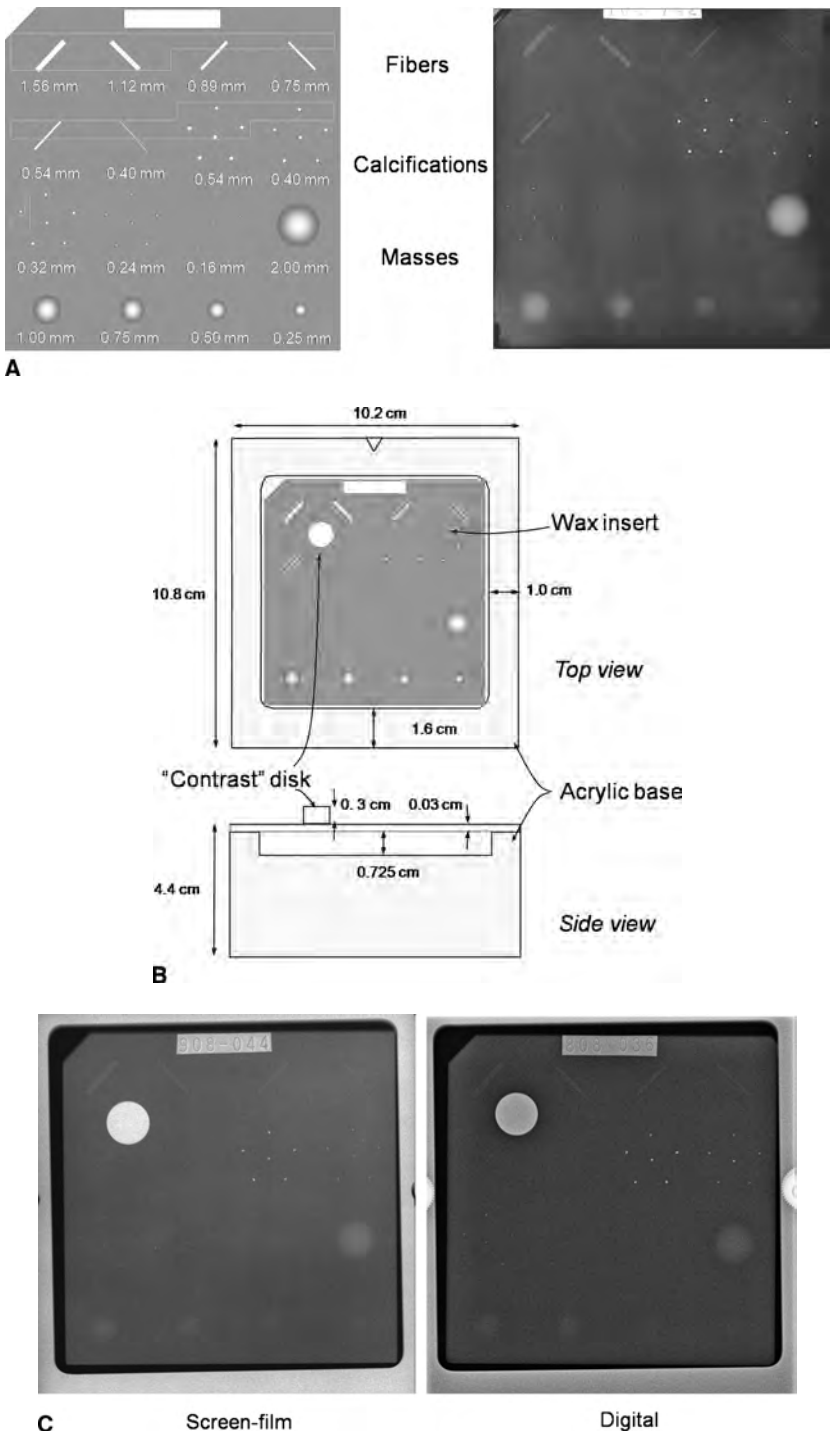 Fibers
1.56 mm 1.12 mm 0.89 mm 0.75 mm
Calcifications
0.54 mm 0.40 mm 0.54 mm 0.40 mm
Masses
0.32 mm 0.24 mm 0.16 mm 2.00 mm
1.00 mm 0.75 mm 0.50 mm 0.25 mm
A
10.2 cm
Wax insert
10.8 cm
1.0 cm
Top view
1.6 cm
"Contrast" disk
Acrylic base
0.3 cm 0.03 cm
0.725 cm
4.4 cm
Side view
B
908-044
C
Screen-film
Digital